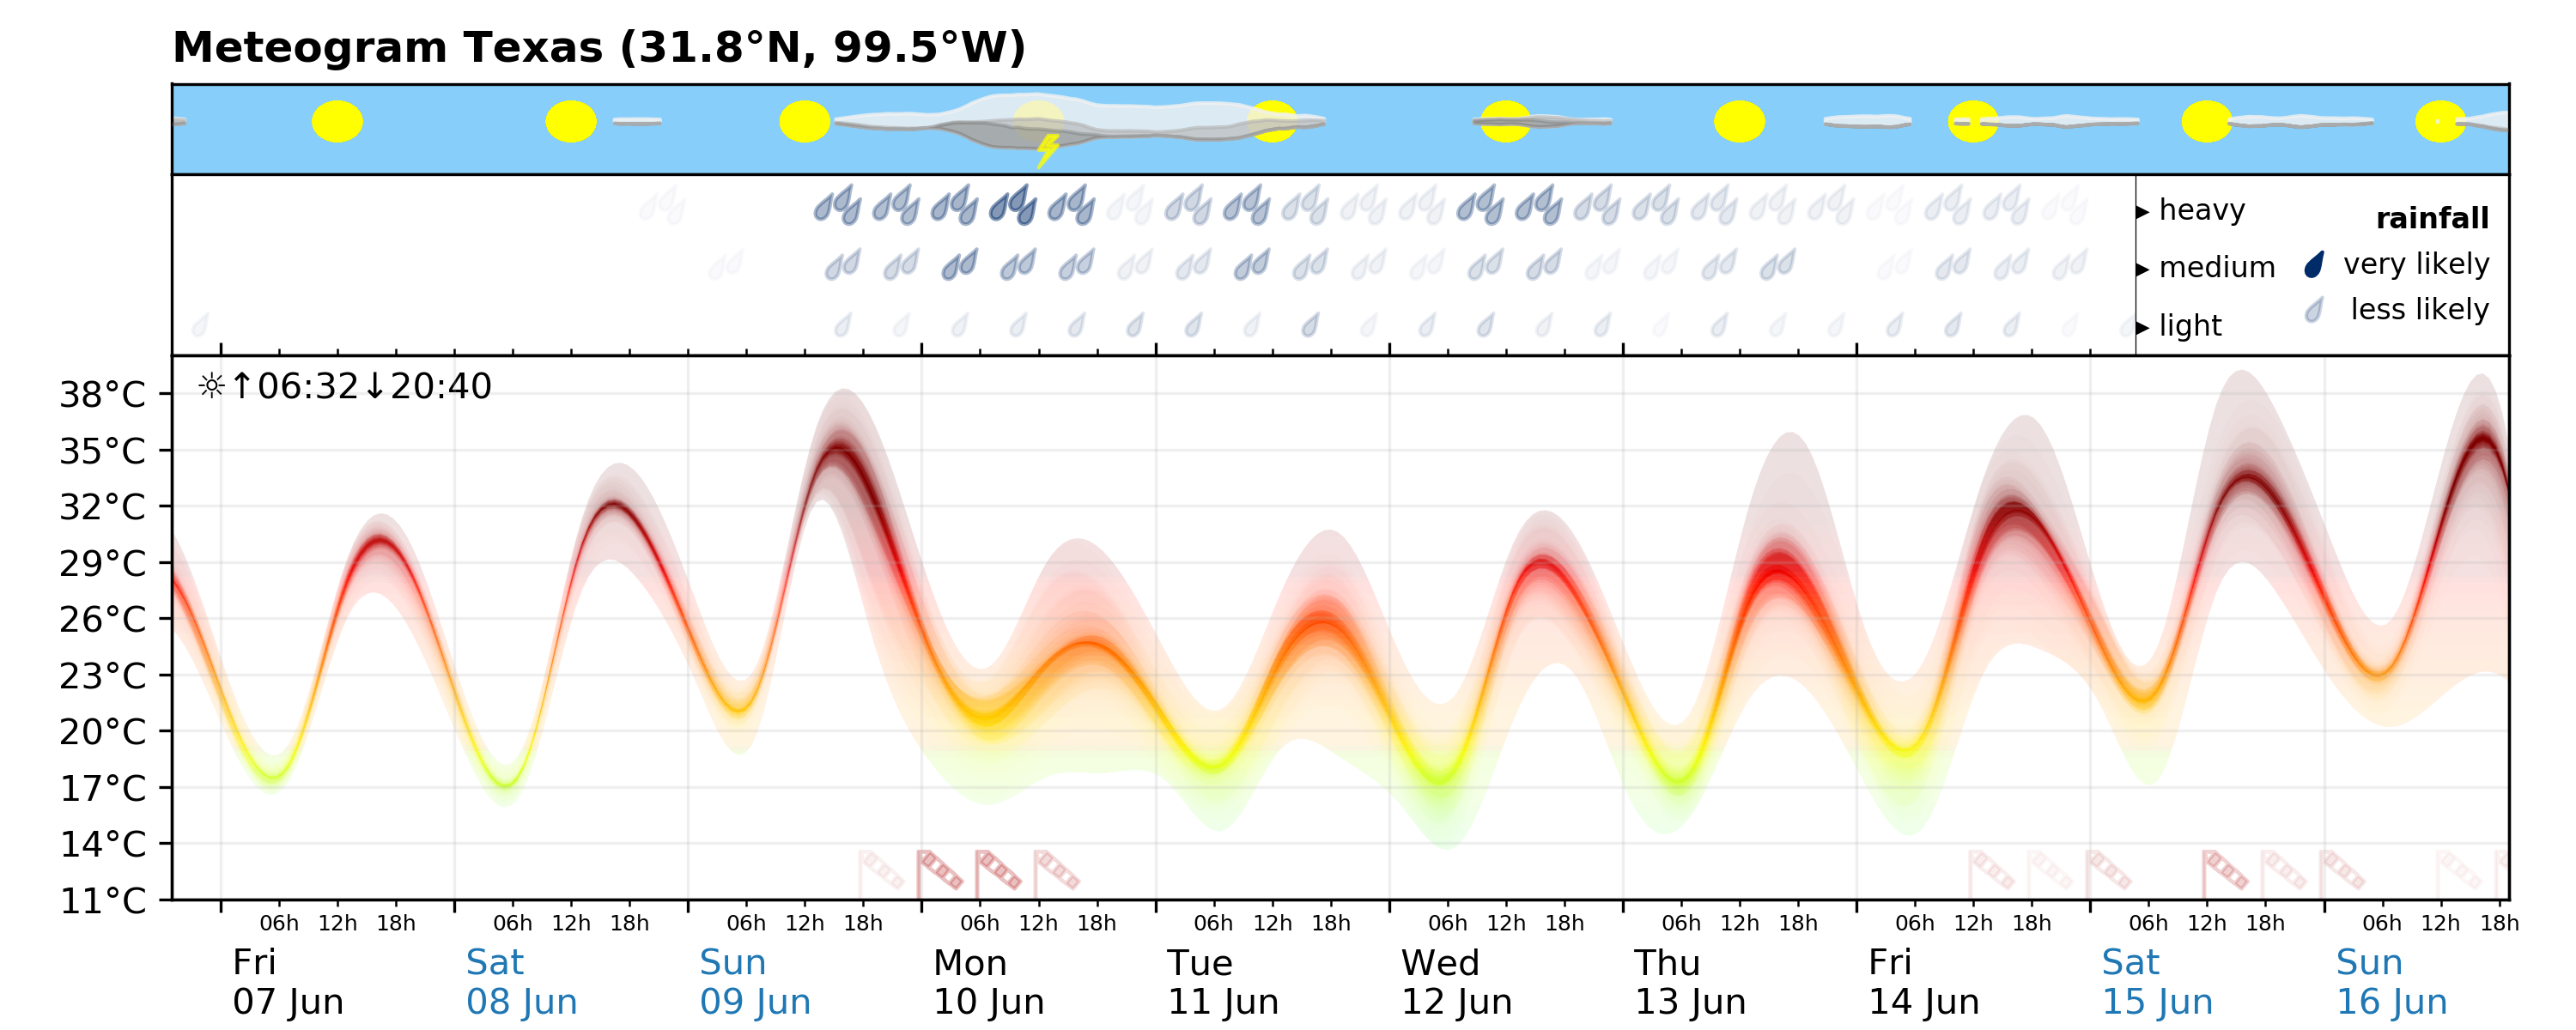 Meteogram Texas (31.8°N, 99.5°W)
▸ heavy
rainfall
▸ medium
very likely
▸ light
less likely
☼↑06:32↓20:40
38°C
35°C
32°C
29°C
26°C
23°C
20°C
17°C
14°C
11°C
06h 12h 18h 06h 12h 18h 06h 12h 18h 06h 12h 18h 06h 12h 18h 06h 12h 18h 06h 12h 18h 06h 12h 18h 06h 12h 18h 06h 12h 18h
Fri Sat Sun Mon Tue Wed Thu Fri Sat Sun
07 Jun 08 Jun 09 Jun 10 Jun 11 Jun 12 Jun 13 Jun 14 Jun 15 Jun 16 Jun